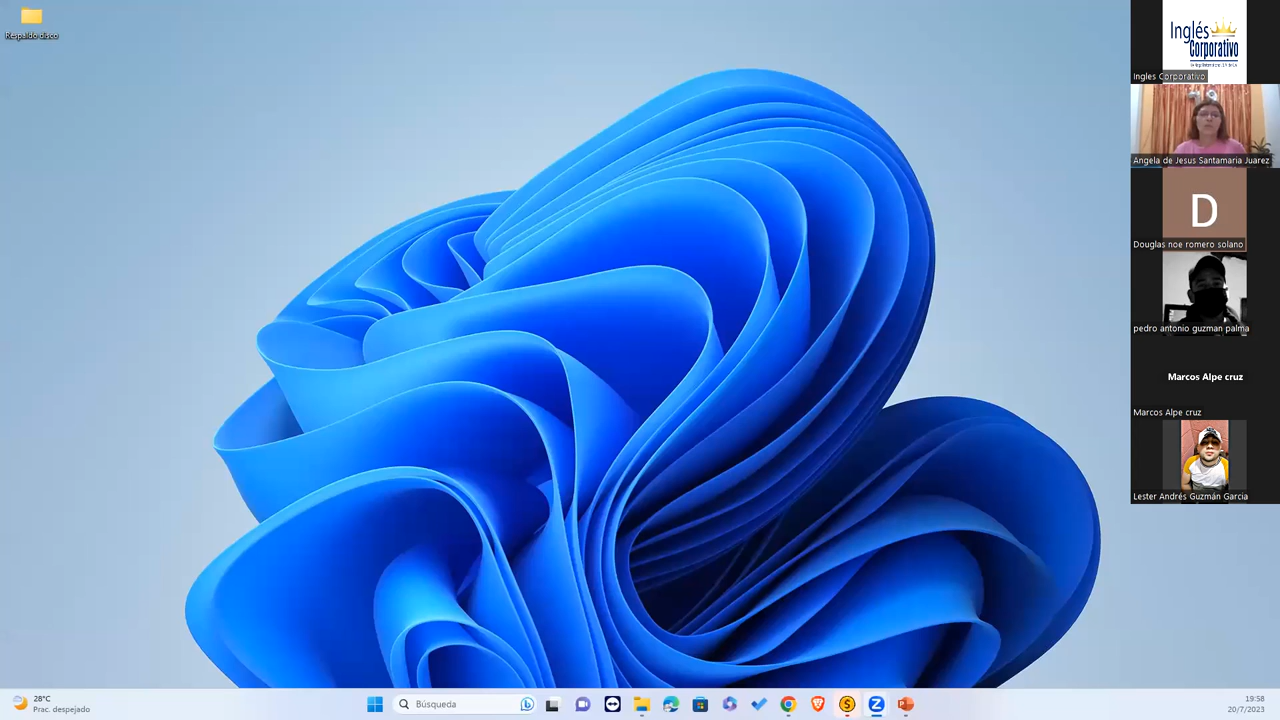 Respaldo disco
Inglés
Corporativo
Ingles Corporativo
Angela de Jesus Santamaria Juarez
D
Douglas noe romero solano
pedro antonio guzman palma
Marcos Alpe cruz
Marcos Alpe cruz
Lester Andrés Guzmán Garcia
28°C
Prac. despejado
Búsqueda
19:58
20/7/2023